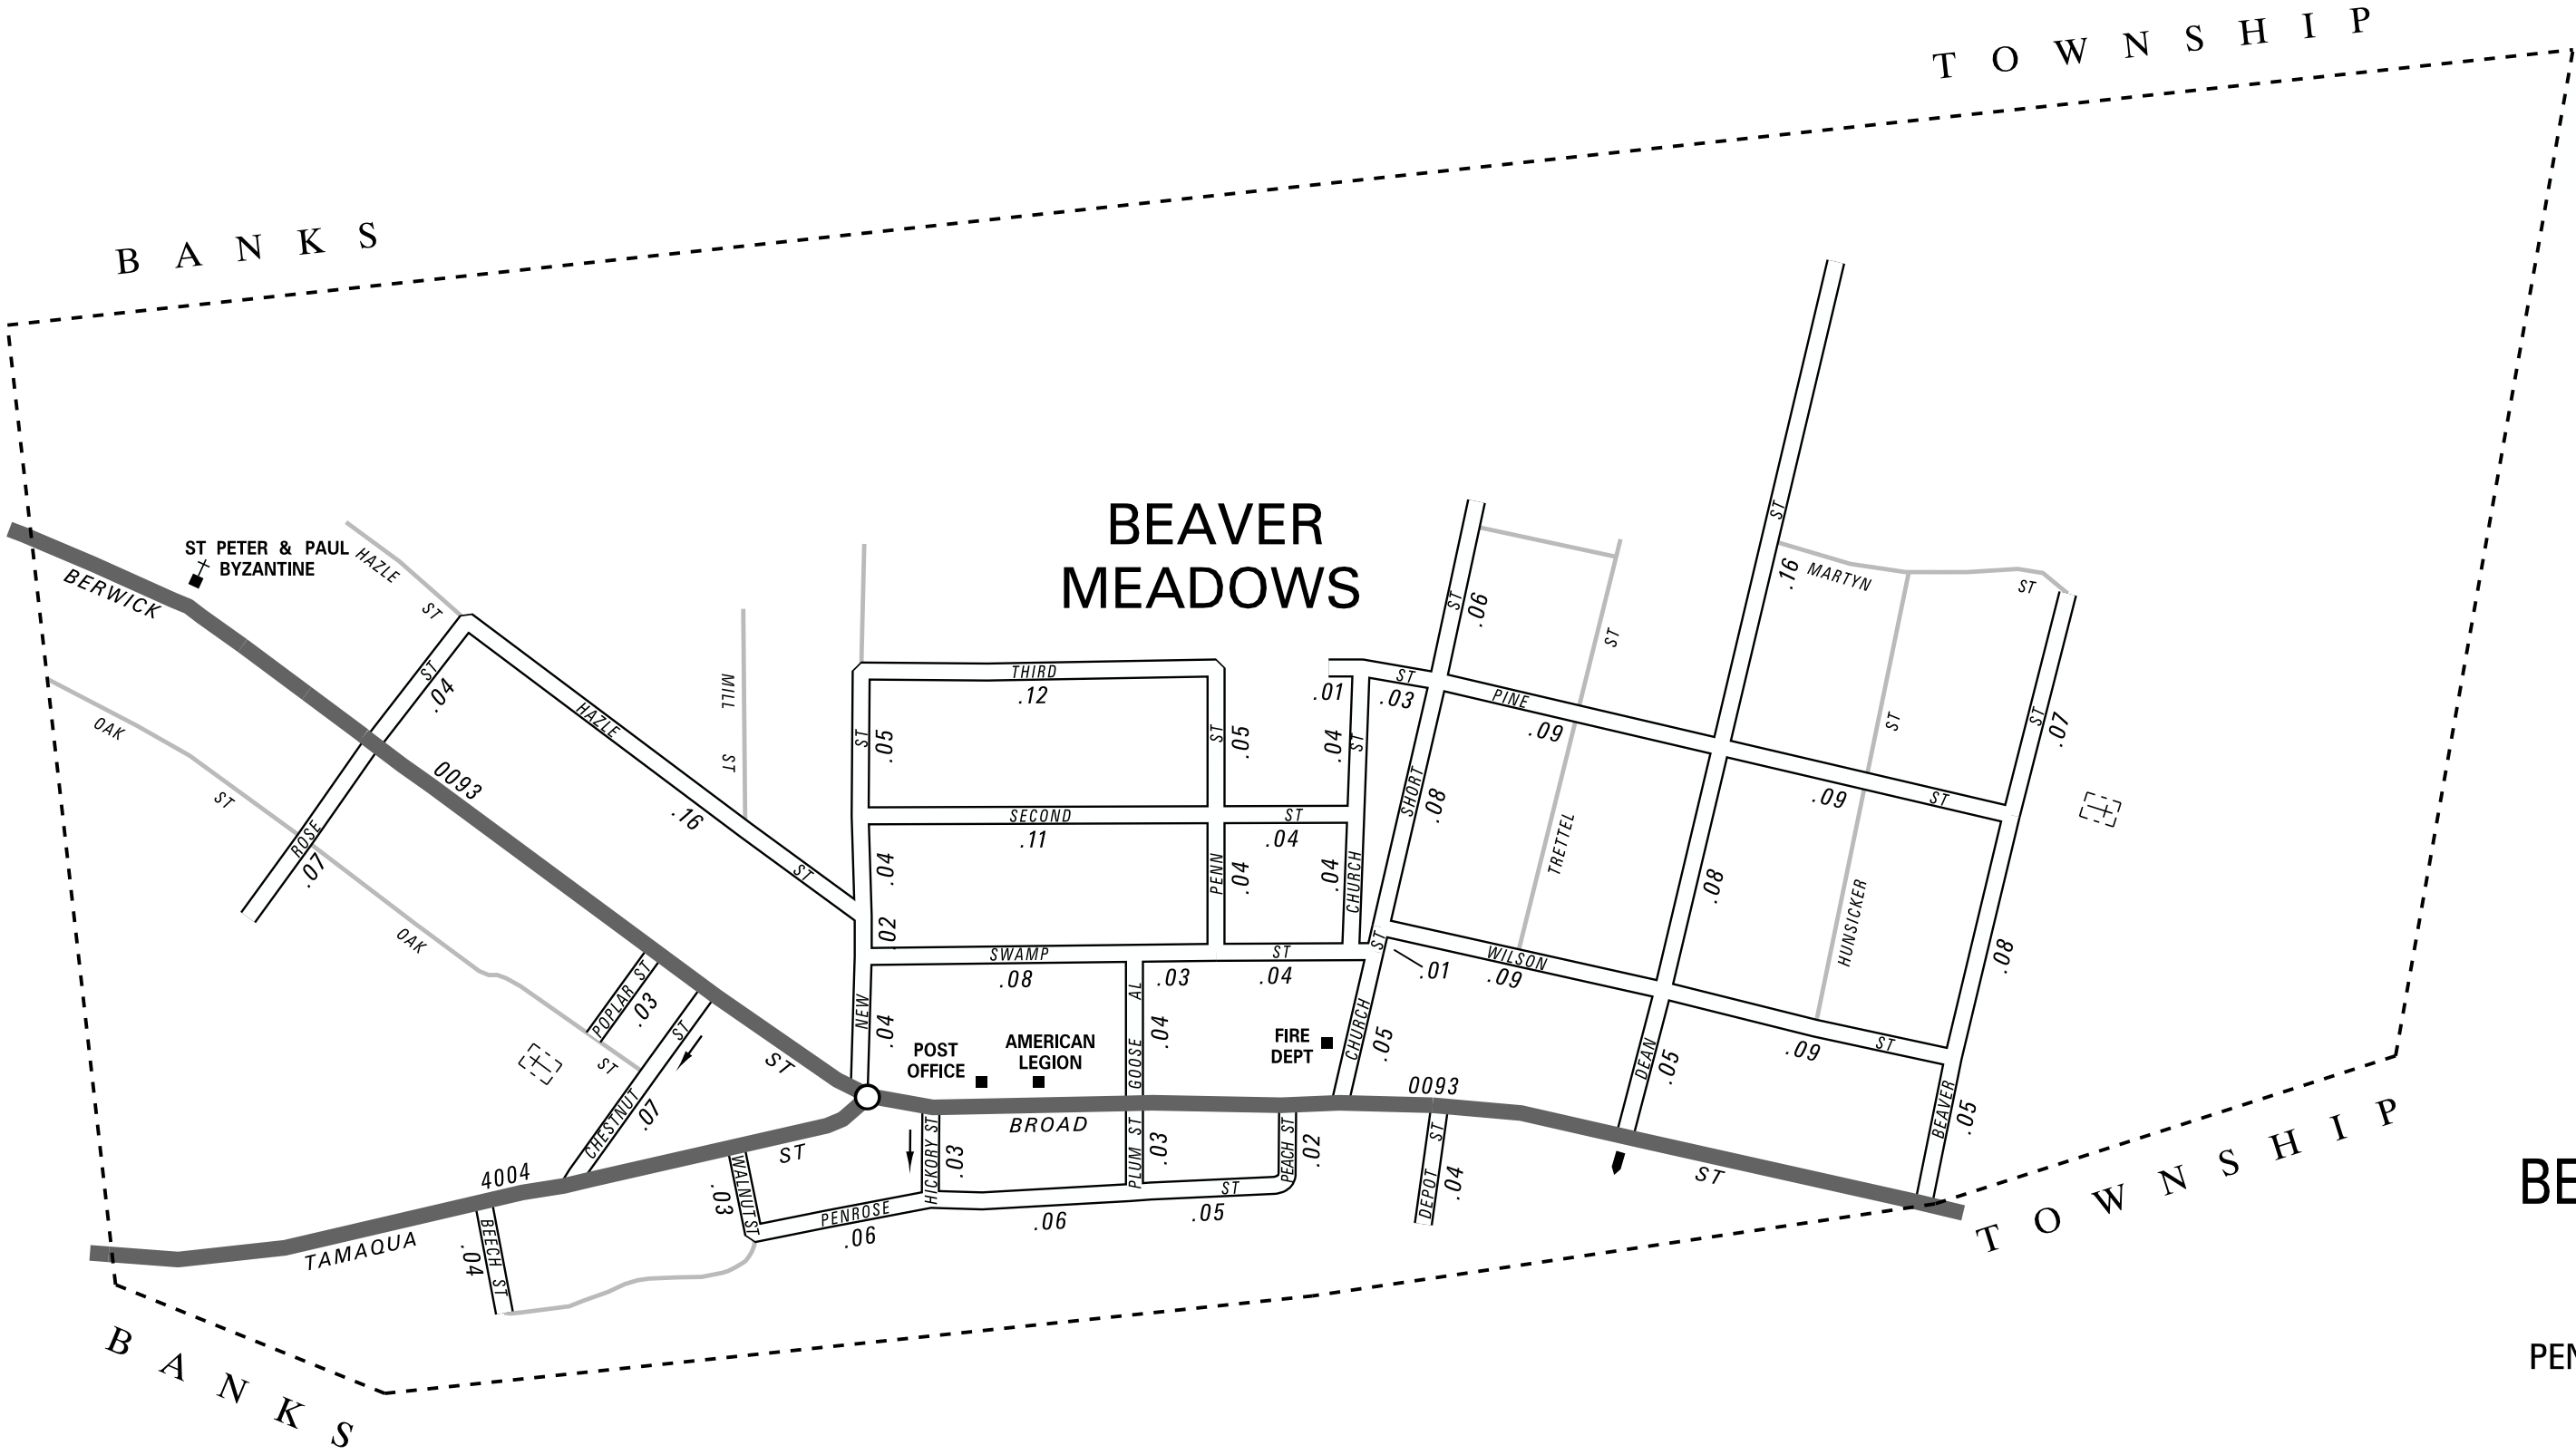 TOWNSHIP
BANKS
BEAVER
MEADOWS
ST PETER & PAUL
BYZANTINE
HAZLE
ST
BERWICK
OAK
ST
ROSE
ST
.04
.07
0093
HAZLE
.16
ST
MILL
ST
OAK
ST
POPLAR ST
.03
CHESTNUT
ST
.07
ST
THIRD
.12
ST
.05
ST
.05
SECOND
.11
ST
.04
.04
PENN
.04
.02
SWAMP
.08
ST
.03
.04
NEW
.04
GOOSE AL
.04
POST
OFFICE
AMERICAN
LEGION
FIRE
DEPT
.01
ST
.03
.04
ST
.04
CHURCH
ST
.06
SHORT
.08
ST
.01
CHURCH
.05
PINE
.09
ST
TRETTEL
WILSON
.09
ST
.16
MARTYN
ST
ST
HUNSICKER
.09
ST
.08
DEAN
.05
.09
ST
ST
.07
.08
BEAVER
.05
0093
BROAD
ST
HICKORY ST
.03
PLUM ST
.03
PEACH ST
.02
DEPOT
ST
.04
PENROSE
.06
.06
ST
.05
WALNUT ST
.03
ST
4004
TAMAQUA
BEECH ST
.04
TOWNSHIP
BANKS
BE
PEN